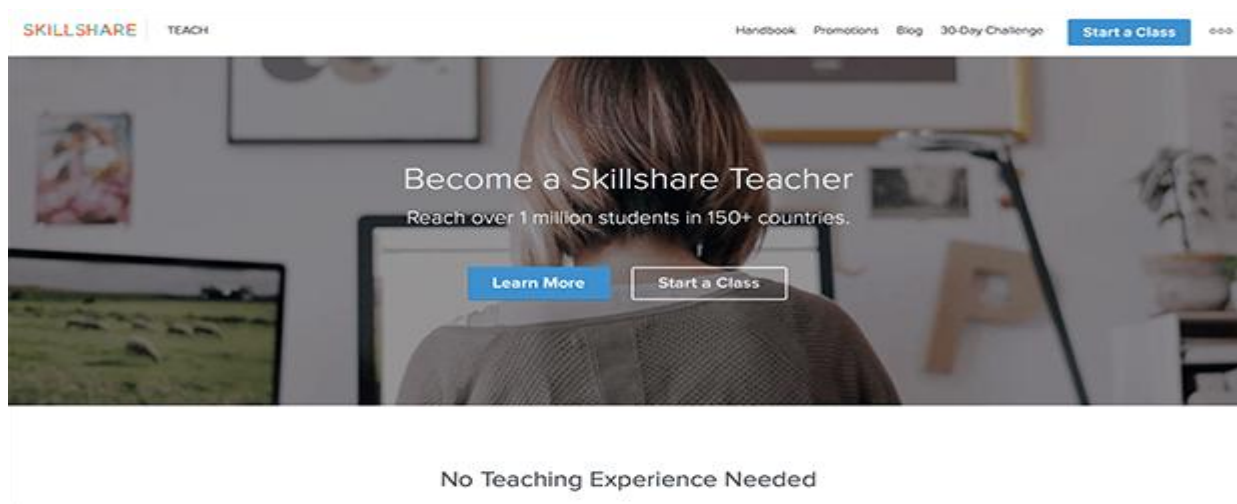 SKILLSHARE TEACH Handbook Promotions Blog 30-Day Challenge Start a Class
Become a Skillshare Teacher
Reach over 1 million students in 150+ countries.
Learn More Start a Class
No Teaching Experience Needed